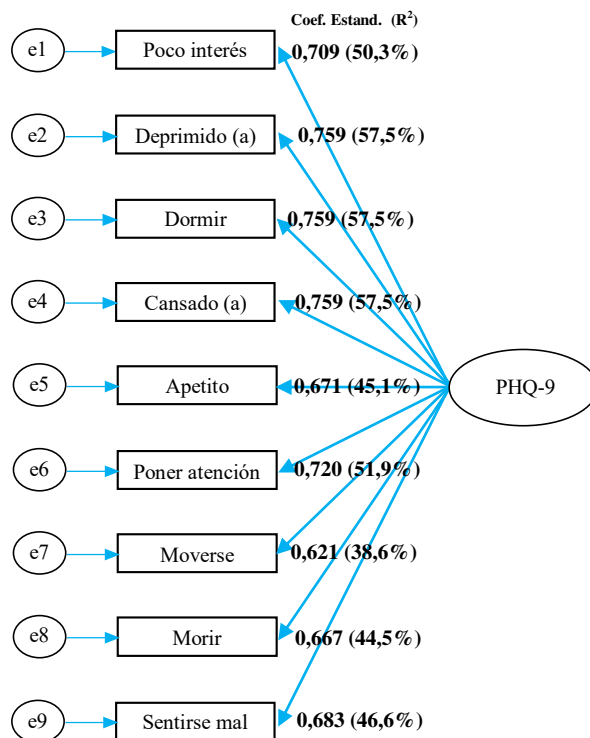 Coef. Estand. (R²)
e1 Poco interés 0,709 (50,3%)
e2 Deprimido (a) 0,759 (57,5%)
e3 Dormir 0,759 (57,5%)
e4 Cansado (a) 0,759 (57,5%)
e5 Apetito 0,671 (45,1%) PHQ-9
e6 Poner atención 0,720 (51,9%)
e7 Moverse 0,621 (38,6%)
e8 Morir 0,667 (44,5%)
e9 Sentirse mal 0,683 (46,6%)